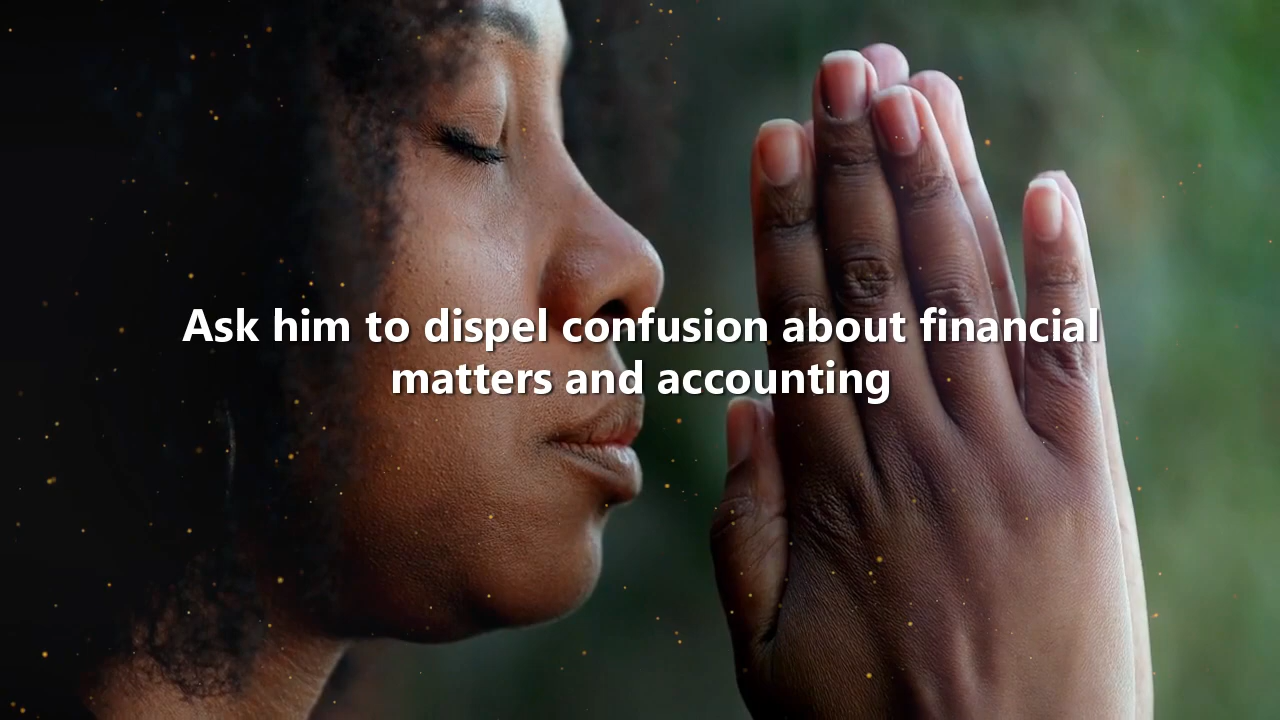 Ask him to dispel confusion about financial
matters and accounting